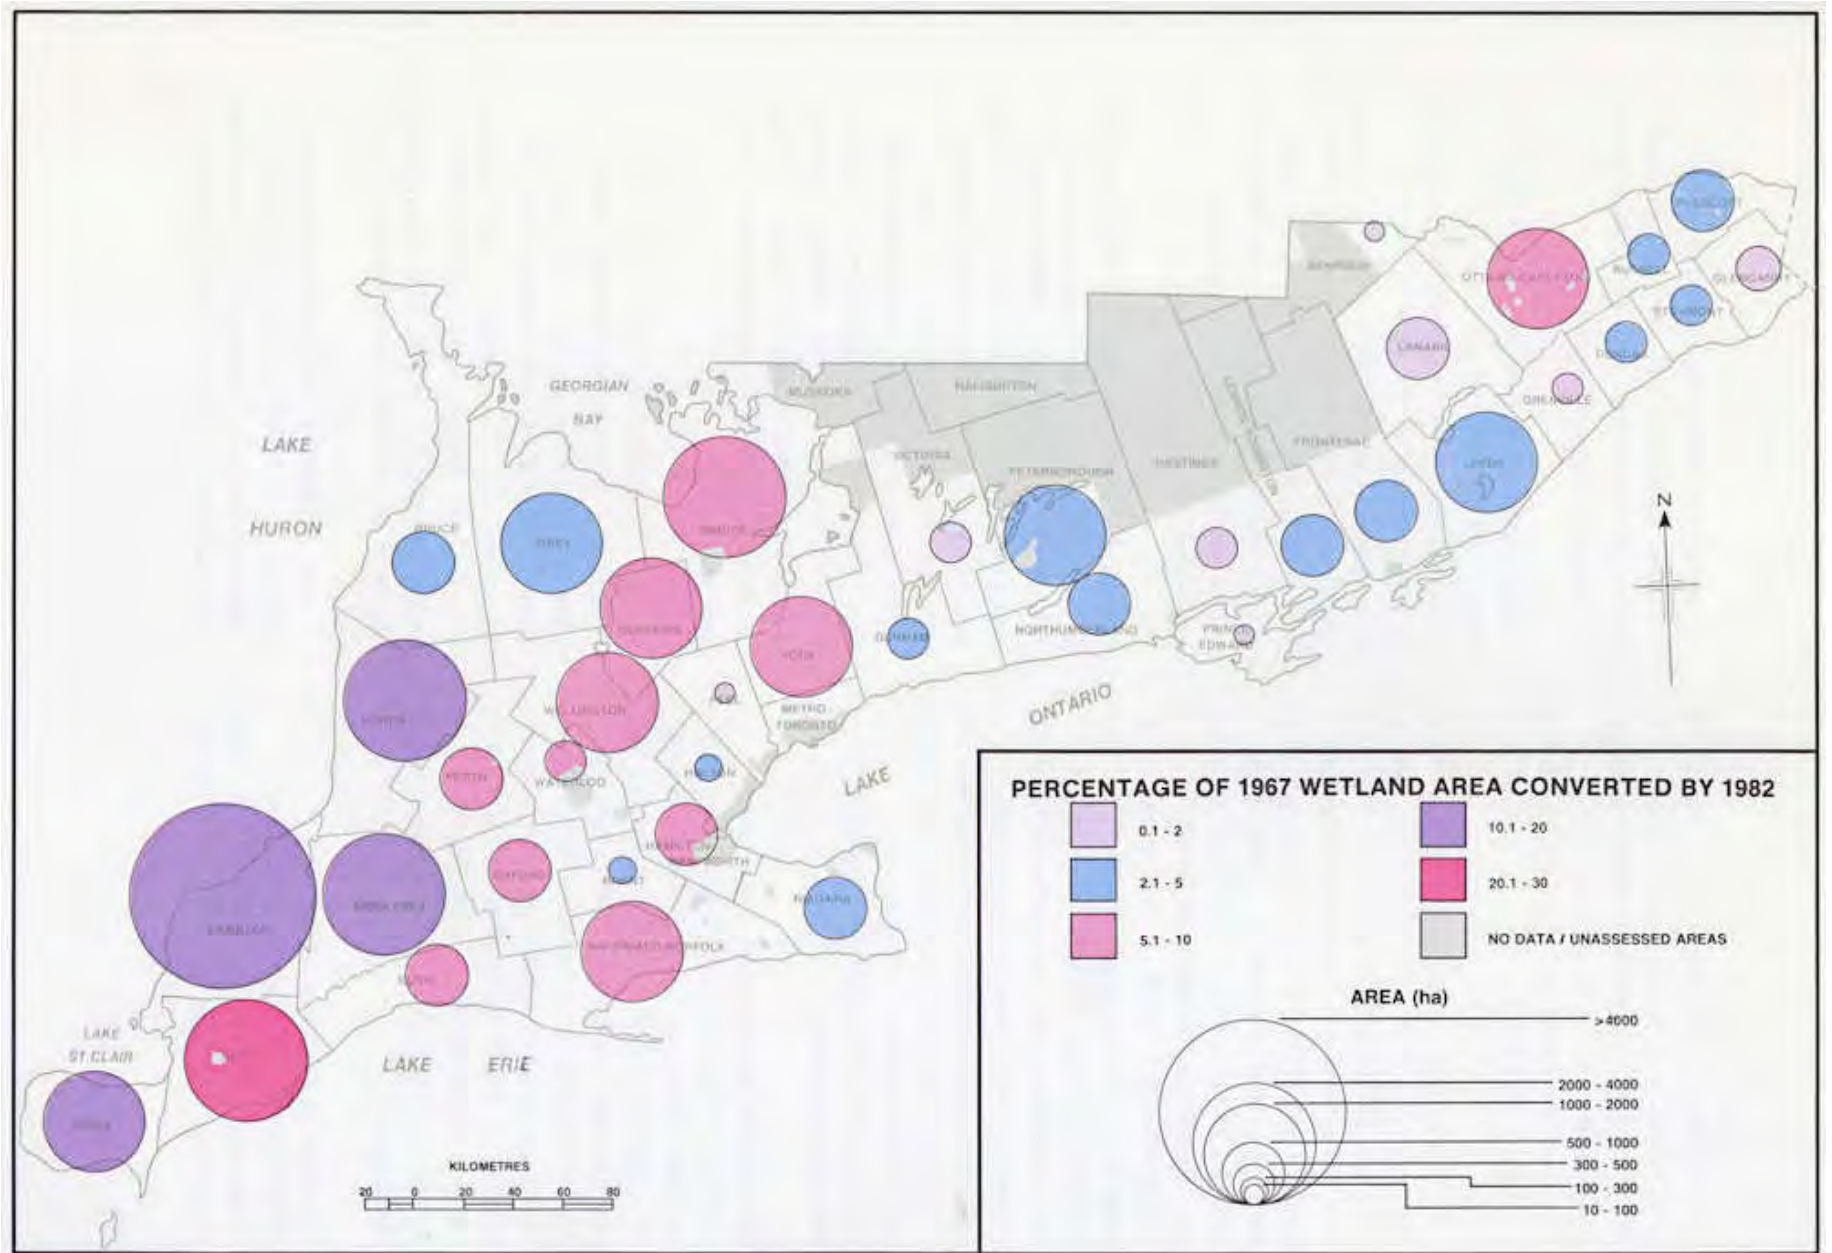 PRESCOTT
RUSSELL
GLENGARRY
OTTAWA-CARLETON
STORMONT
DUNDAS
RENFREW
LANARK
GRENVILLE
LEEDS
GEORGIAN
BAY
MUSKOKA
HALIBURTON
LAKE
HURON
VICTORIA
PETERBOROUGH
HASTINGS
FRONTENAC
N
BRUCE
GREY
SIMCOE
DUFFERIN
YORK
DURHAM
NORTHUMBERLAND
PRINCE
EDWARD
HURON
WELLINGTON
PEEL
METRO
TORONTO
ONTARIO
LAKE
PERTH
WATERLOO
HALTON
HAMILTON
WENTWORTH
OXFORD
BRANT
NIAGARA
LAMBTON
MIDDLESEX
HALDIMAND-NORFOLK
ELGIN
LAKE
ST CLAIR
LAKE ERIE
ESSEX
KILOMETRES
20 0 20 40 60 80
PERCENTAGE OF 1967 WETLAND AREA CONVERTED BY 1982
0.1 - 2
10.1 - 20
2.1 - 5
20.1 - 30
5.1 - 10
NO DATA / UNASSESSED AREAS
AREA (ha)
>4000
2000 - 4000
1000 - 2000
500 - 1000
300 - 500
100 - 300
10 - 100